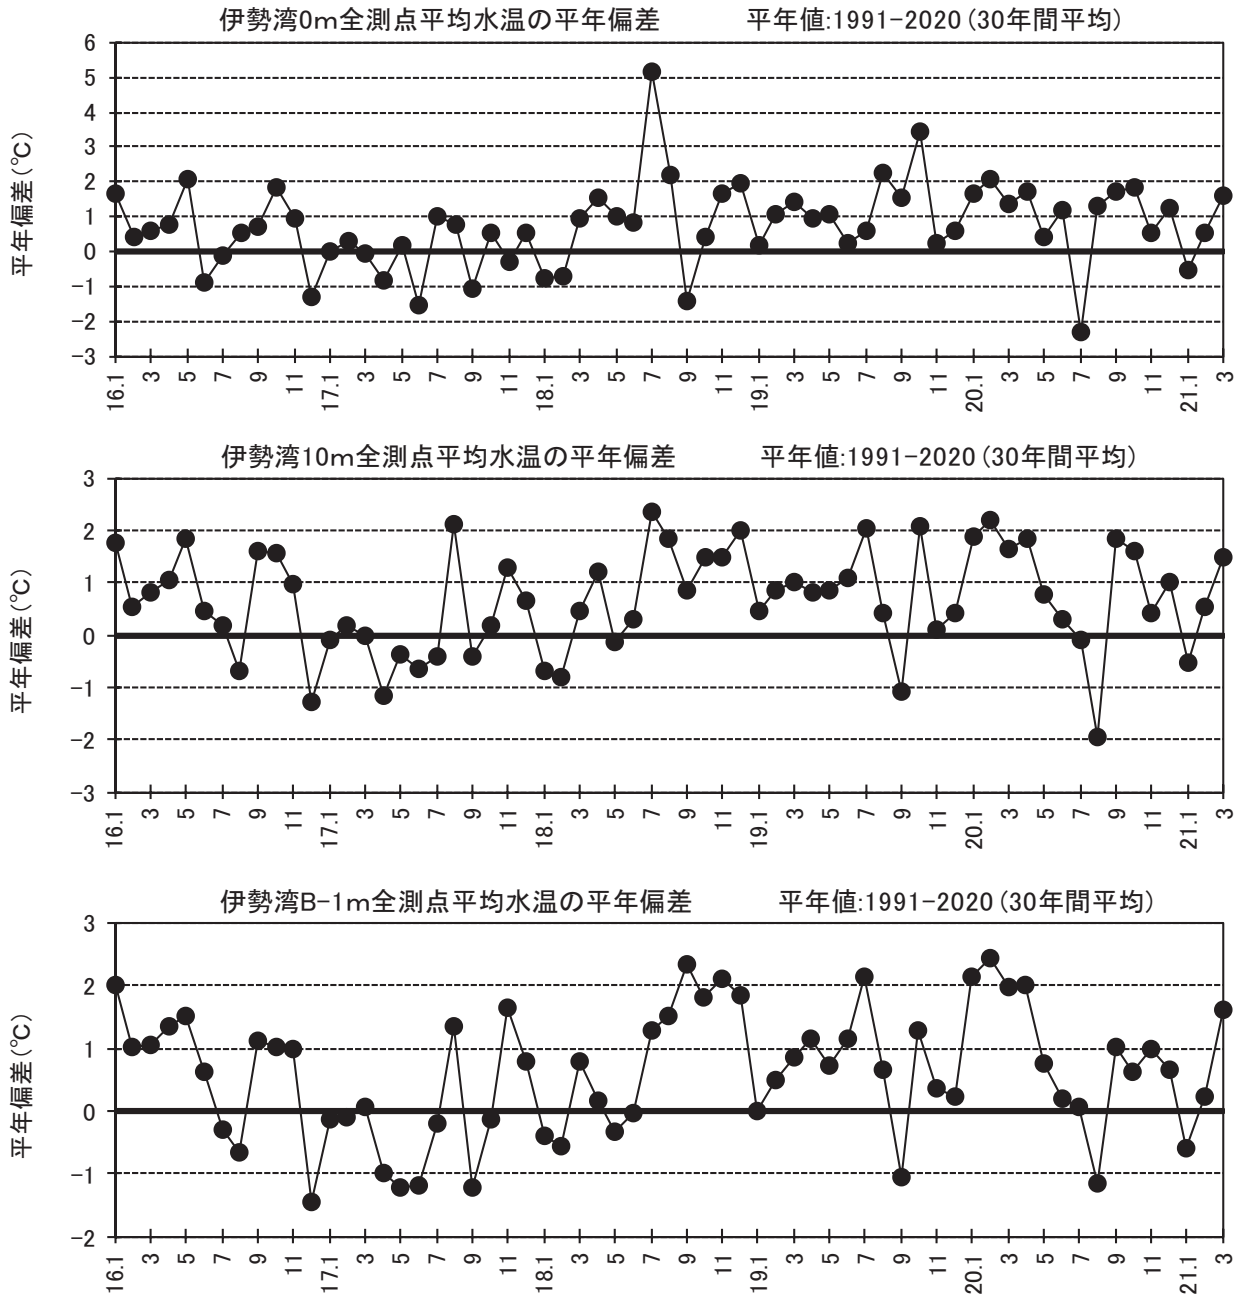 伊勢湾0m全測点平均水温の平年偏差 平年値:1991-2020(30年間平均)
平年偏差(℃)
6
5
4
3
2
1
0
-1
-2
-3
16.1 3 5 7 9 11 17.1 3 5 7 9 11 18.1 3 5 7 9 11 19.1 3 5 7 9 11 20.1 3 5 7 9 11 21.1 3
伊勢湾10m全測点平均水温の平年偏差 平年値:1991-2020(30年間平均)
平年偏差(℃)
3
2
1
0
-1
-2
-3
16.1 3 5 7 9 11 17.1 3 5 7 9 11 18.1 3 5 7 9 11 19.1 3 5 7 9 11 20.1 3 5 7 9 11 21.1 3
伊勢湾B-1m全測点平均水温の平年偏差 平年値:1991-2020(30年間平均)
平年偏差(℃)
3
2
1
0
-1
-2
16.1 3 5 7 9 11 17.1 3 5 7 9 11 18.1 3 5 7 9 11 19.1 3 5 7 9 11 20.1 3 5 7 9 11 21.1 3